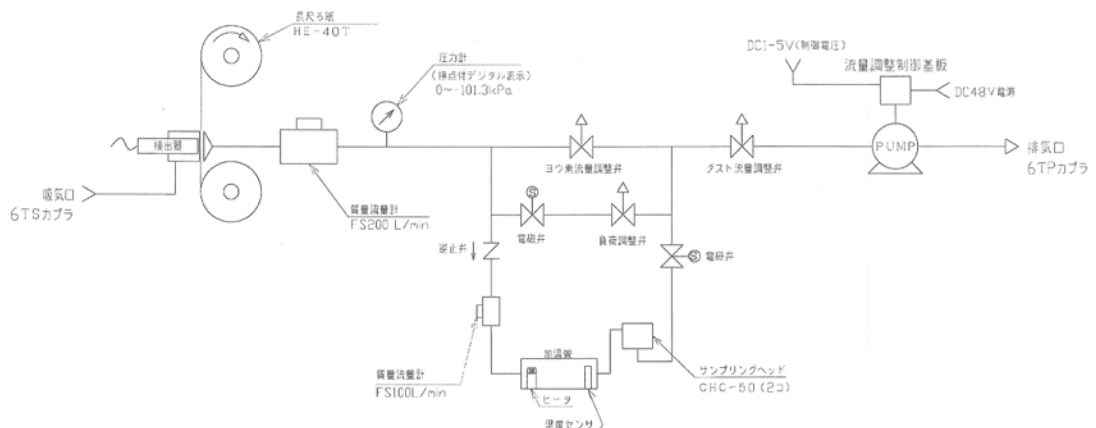 長尺ろ紙
HE-40T
圧力計
(接点付デジタル表示)
0~-101.3kPa
DC1-5V(制御電圧)
流量調整制御基板
DC48V電源
検出器
PUMP
排気口
6TPカプラ
ヨウ素流量調整弁
ダスト流量調整弁
吸気口
6TSカプラ
質量流量計
FS200 L/min
S
電磁弁
負荷調整弁
逆止弁
S
電磁弁
加温管
質量流量計
FS100L/min
ヒータ
温度センサ
サンプリングヘッド
CHC-50(2コ)